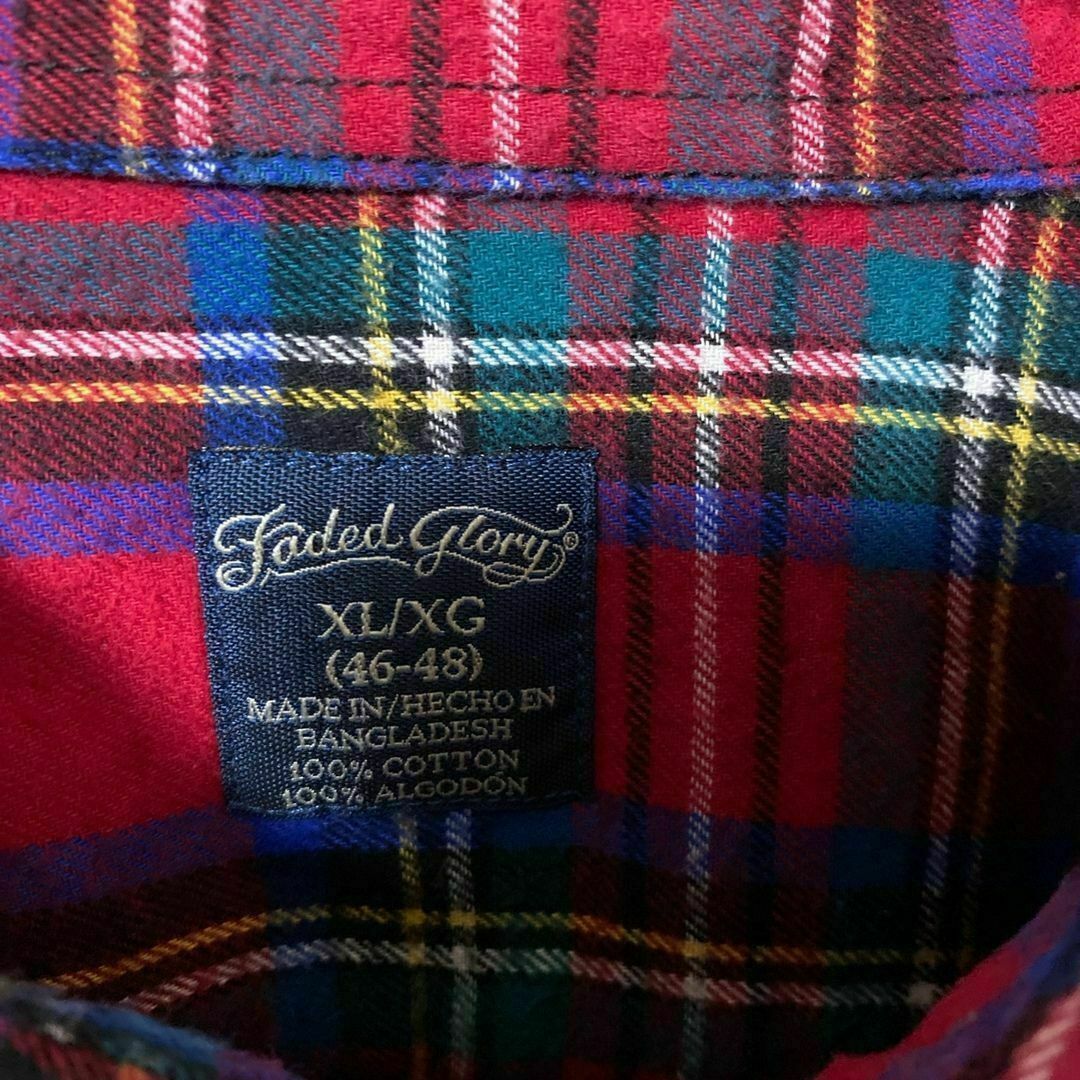 Faded Glory®
XL/XG
(46-48)
MADE IN/HECHO EN
BANGLADESH
100% COTTON
100% ALGODÓN